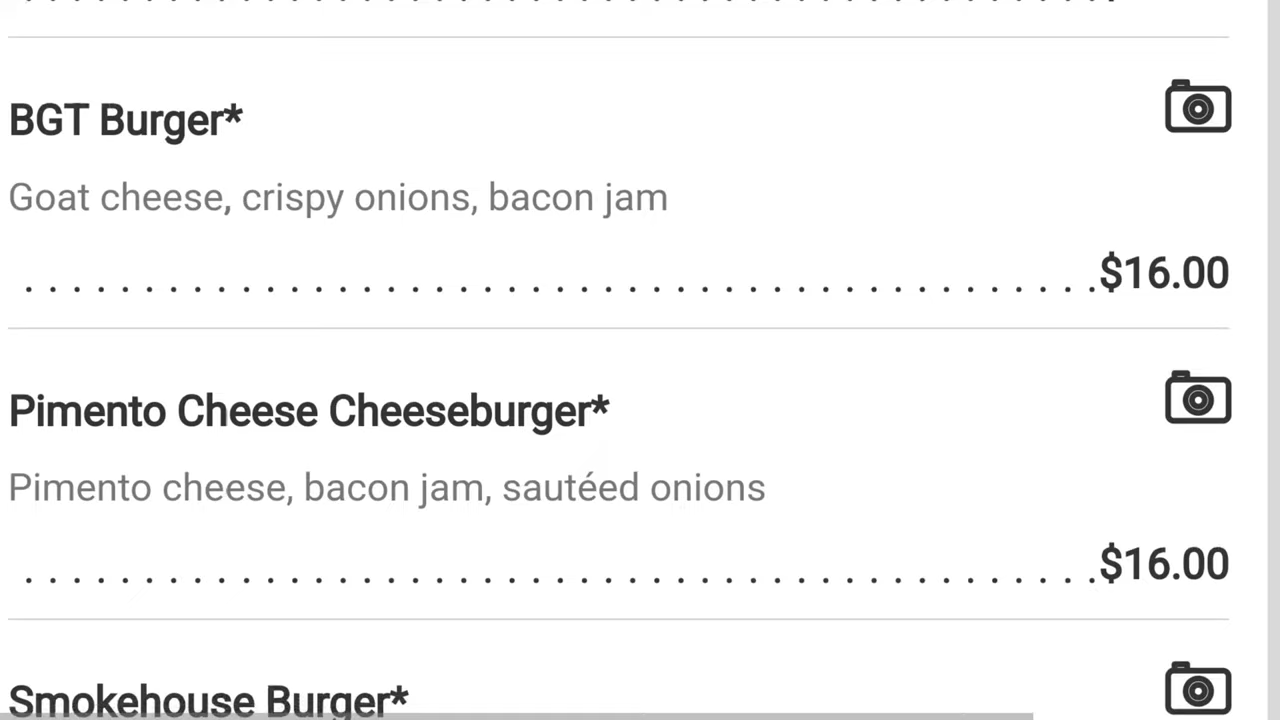 BGT Burger*
Goat cheese, crispy onions, bacon jam
. . . . . . . . . . . . . . . . . . . . . . . . . . . . . . . . . . . . . . . . . . . . .$16.00
Pimento Cheese Cheeseburger*
Pimento cheese, bacon jam, sautéed onions
. . . . . . . . . . . . . . . . . . . . . . . . . . . . . . . . . . . . . . . . . . . . .$16.00
Smokehouse Burger*